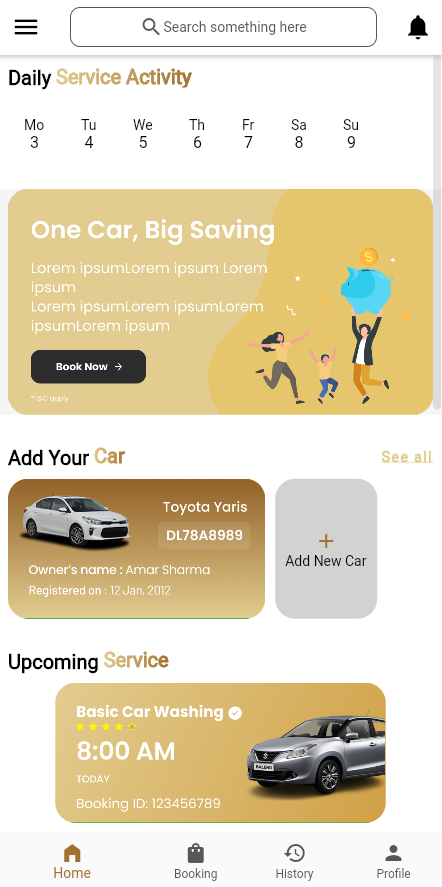 Search something here
Daily Service Activity
Mo Tu We Th Fr Sa Su
3 4 5 6 7 8 9
One Car, Big Saving
Lorem ipsumLorem ipsum Lorem
ipsum
Lorem ipsumLorem ipsumLorem
ipsumLorem ipsum
Book Now →
*T&C apply
Add Your Car
See all
Toyota Yaris
DL78A8989
Owner's name : Amar Sharma
Registered on : 12 Jan, 2012
+
Add New Car
Upcoming Service
Basic Car Washing
8:00 AM
TODAY
Booking ID: 123456789
BALENO
Home Booking History Profile